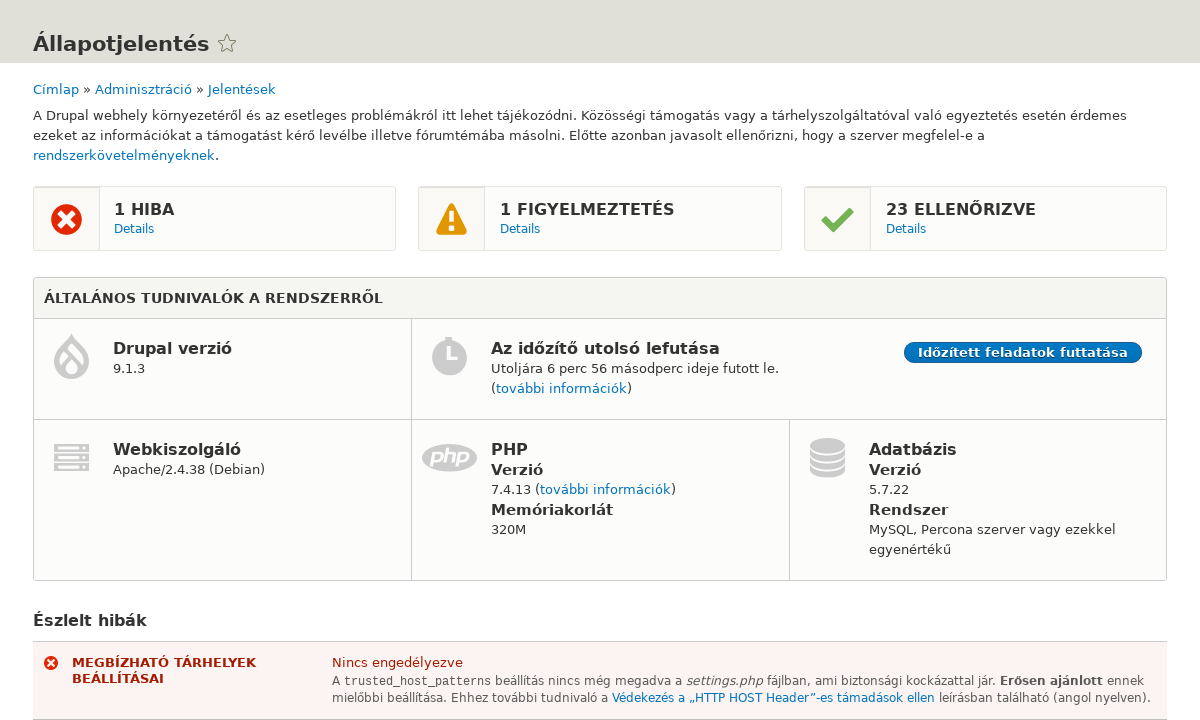 Állapotjelentés
Címlap » Adminisztráció » Jelentések
A Drupal webhely környezetéről és az esetleges problémákról itt lehet tájékozódni. Közösségi támogatás vagy a tárhelyszolgáltatóval való egyeztetés esetén érdemes
ezeket az információkat a támogatást kérő levélbe illetve fórumtémába másolni. Előtte azonban javasolt ellenőrizni, hogy a szerver megfelel-e a
rendszerkövetelményeknek.
1 HIBA
Details
1 FIGYELMEZTETÉS
Details
23 ELLENŐRIZVE
Details
ÁLTALÁNOS TUDNIVALÓK A RENDSZERRŐL
Drupal verzió
9.1.3
Az időzítő utolsó lefutása
Utoljára 6 perc 56 másodperc ideje futott le.
(további információk)
Időzített feladatok futtatása
Webkiszolgáló
Apache/2.4.38 (Debian)
php
PHP
Verzió
7.4.13 (további információk)
Memóriakorlát
320M
Adatbázis
Verzió
5.7.22
Rendszer
MySQL, Percona szerver vagy ezekkel
egyenértékű
Észlelt hibák
MEGBÍZHATÓ TÁRHELYEK
BEÁLLÍTÁSAI
Nincs engedélyezve
A trusted_host_patterns beállítás nincs még megadva a settings.php fájlban, ami biztonsági kockázattal jár. Erősen ajánlott ennek
mielőbbi beállítása. Ehhez további tudnivaló a Védekezés a „HTTP HOST Header”-es támadások ellen leírásban található (angol nyelven).